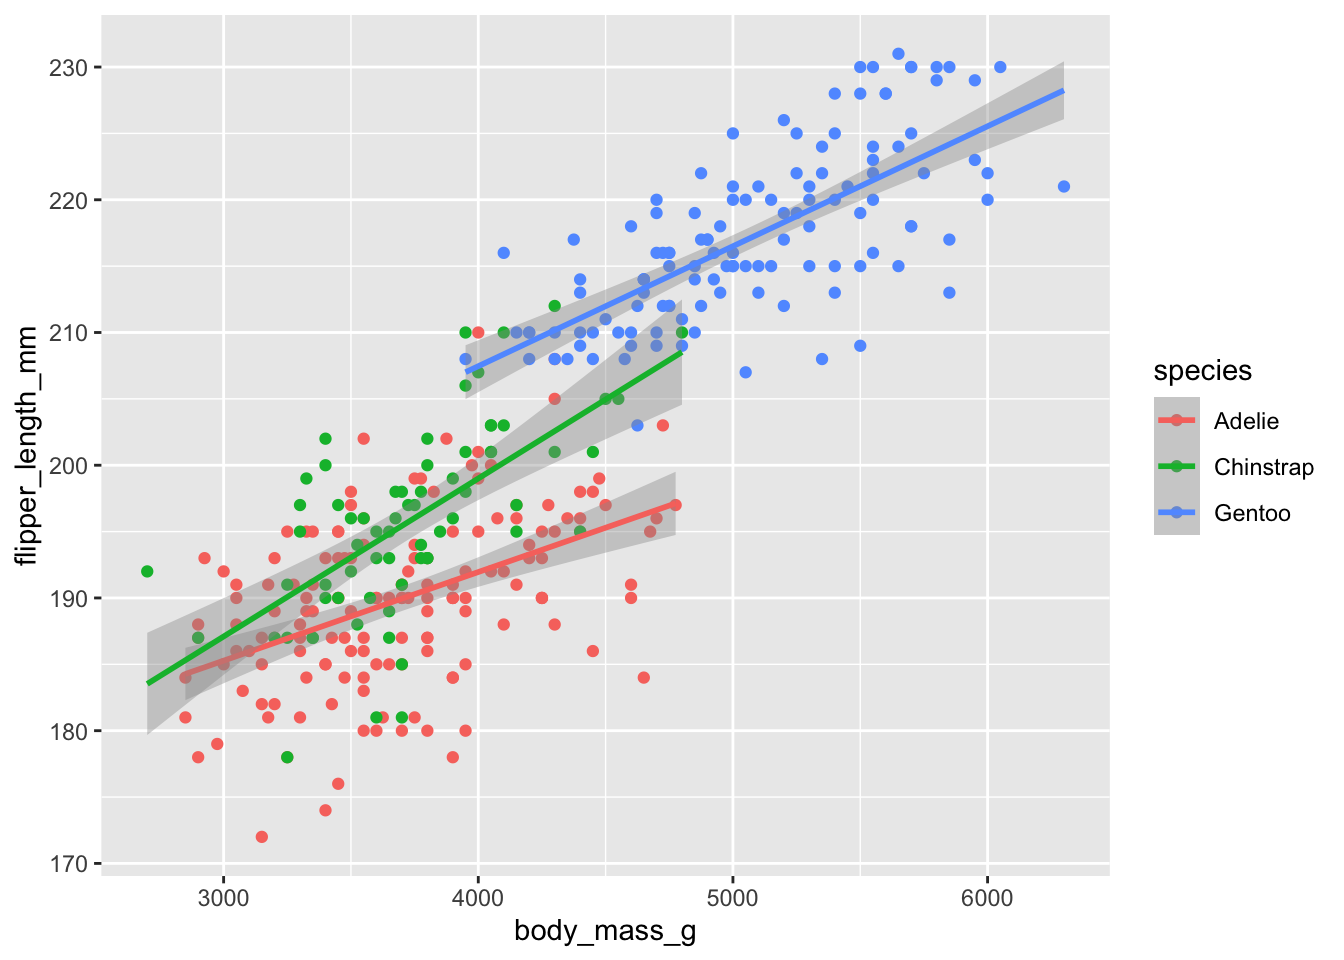 230
220
210
200
190
180
170
flipper_length_mm
3000 4000 5000 6000
body_mass_g
species
Adelie
Chinstrap
Gentoo